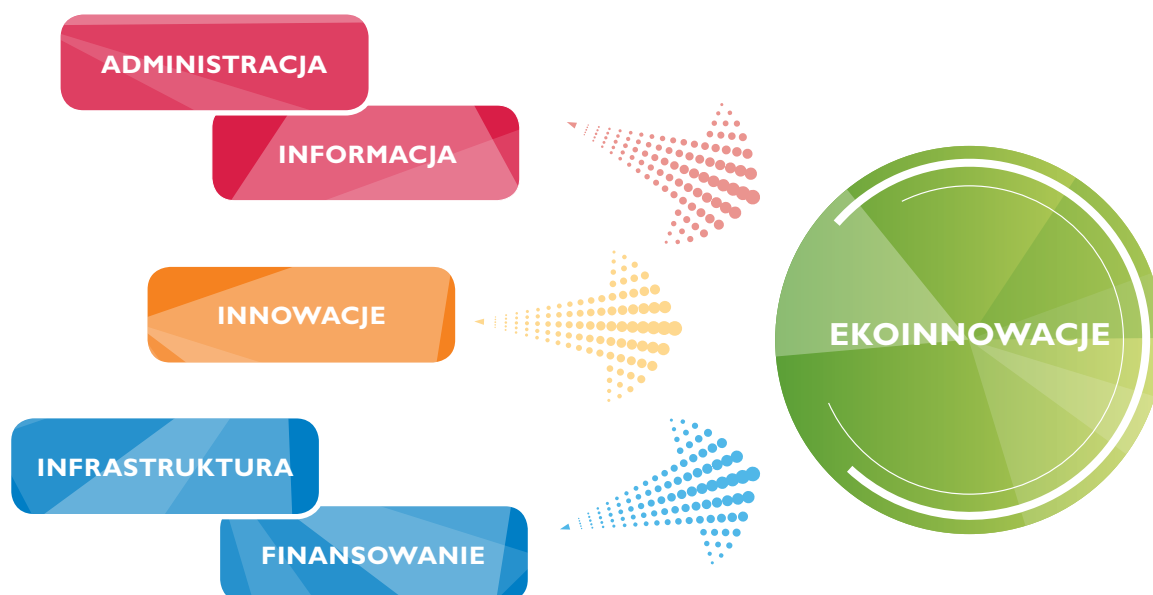 ADMINISTRACJA
INFORMACJA
INNOWACJE
EKOINNOWACJE
INFRASTRUKTURA
FINANSOWANIE